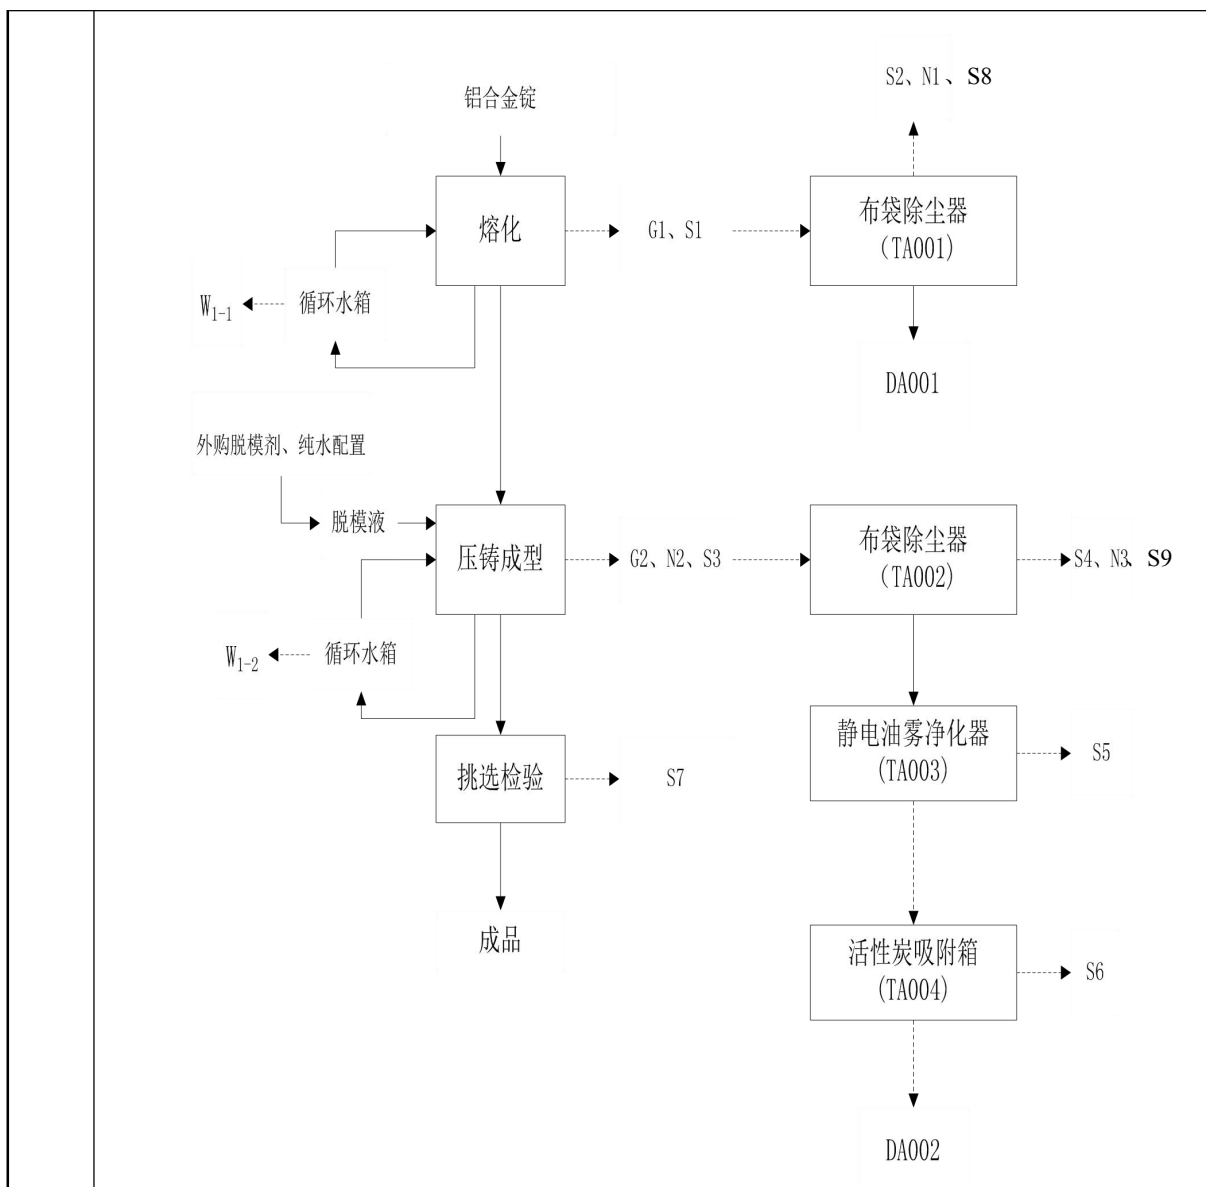 S2、N1、S8
铝合金锭
熔化
G1、S1
布袋除尘器
(TA001)
W1-1
循环水箱
DA001
外购脱模剂、纯水配置
脱模液
压铸成型
G2、N2、S3
布袋除尘器
(TA002)
S4、N3、S9
W1-2
循环水箱
静电油雾净化器
(TA003)
S5
挑选检验
S7
成品
活性炭吸附箱
(TA004)
S6
DA002